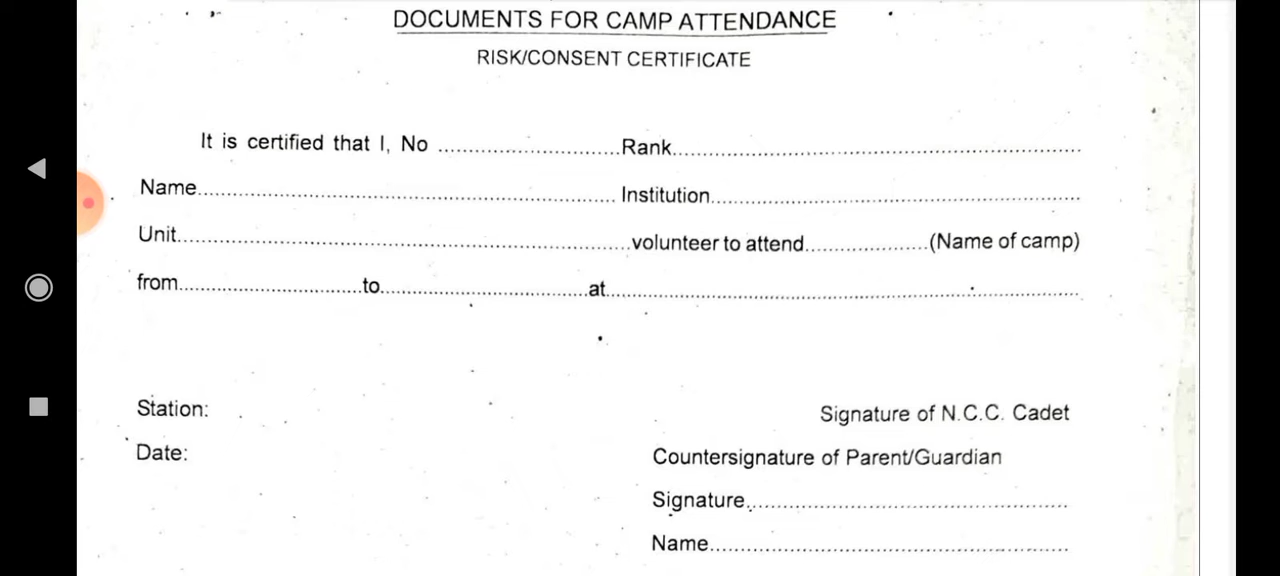 DOCUMENTS FOR CAMP ATTENDANCE
RISK/CONSENT CERTIFICATE
It is certified that I, No ..............................Rank....................................................................
Name...................................................................... Institution..............................................................
Unit...........................................................................volunteer to attend....................(Name of camp)
from..............................to...................................at...............................................................................
Station:
Signature of N.C.C. Cadet
Date:
Countersignature of Parent/Guardian
Signature.....................................................
Name............................................................